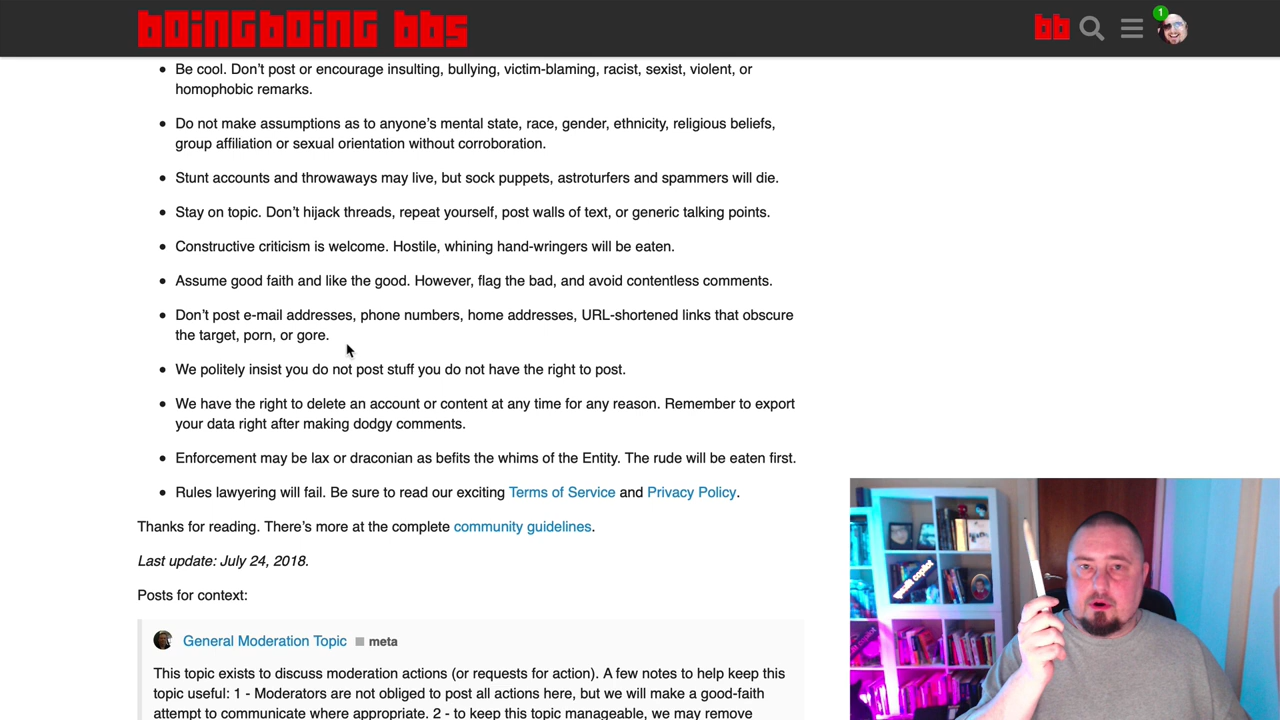 boingboing bbs
bb
1
Be cool. Don’t post or encourage insulting, bullying, victim-blaming, racist, sexist, violent, or
homophobic remarks.
Do not make assumptions as to anyone’s mental state, race, gender, ethnicity, religious beliefs,
group affiliation or sexual orientation without corroboration.
Stunt accounts and throwaways may live, but sock puppets, astroturfers and spammers will die.
Stay on topic. Don’t hijack threads, repeat yourself, post walls of text, or generic talking points.
Constructive criticism is welcome. Hostile, whining hand-wringers will be eaten.
Assume good faith and like the good. However, flag the bad, and avoid contentless comments.
Don’t post e-mail addresses, phone numbers, home addresses, URL-shortened links that obscure
the target, porn, or gore.
We politely insist you do not post stuff you do not have the right to post.
We have the right to delete an account or content at any time for any reason. Remember to export
your data right after making dodgy comments.
Enforcement may be lax or draconian as befits the whims of the Entity. The rude will be eaten first.
Rules lawyering will fail. Be sure to read our exciting Terms of Service and Privacy Policy.
Thanks for reading. There’s more at the complete community guidelines.
Last update: July 24, 2018.
Posts for context:
General Moderation Topic meta
This topic exists to discuss moderation actions (or requests for action). A few notes to help keep this
topic useful: 1 - Moderators are not obliged to post all actions here, but we will make a good-faith
attempt to communicate where appropriate. 2 - to keep this topic manageable, we may remove